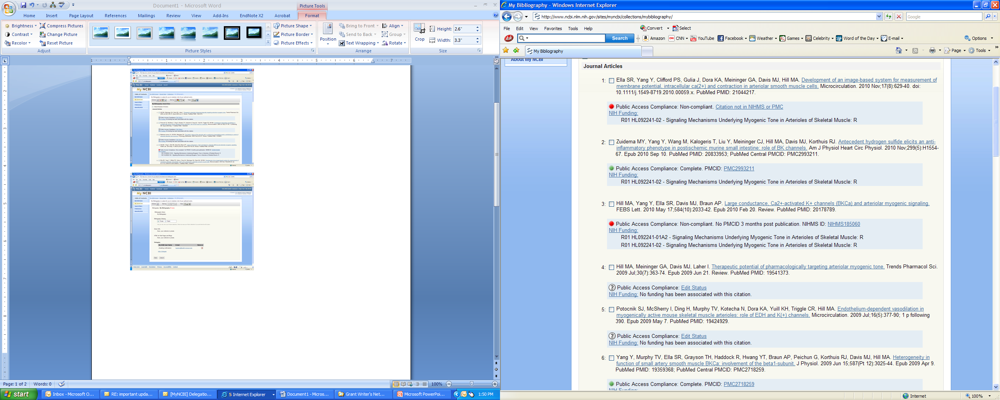 Document1 - Microsoft Word
Picture Tools
Home Insert Page Layout References Mailings Review View Add-Ins EndNote X2 Acrobat Format
Brightness Compress Pictures
Contrast Change Picture
Recolor Reset Picture
Adjust
Picture Shape
Picture Border
Picture Effects
Picture Styles
Position
Bring to Front Align
Send to Back Group
Text Wrapping Rotate
Arrange
Crop
Height: 2.6"
Width: 3.3"
Size
My NCBI
My NCBI
Page: 1 of 2 Words: 0
100%
start
Inbox - Microsoft O...
RE: important upda...
[MyNCBI] Delegatio...
5 Internet Explorer
Document1 - Micros...
Grant Writer's Net...
Microsoft PowerPoi...
1:50 PM
My Bibliography - Windows Internet Explorer
http://www.ncbi.nlm.nih.gov/sites/myncbi/collections/mybibliography/
Google
File Edit View Favorites Tools Help
Convert Select
Ask Search Amazon CNN YouTube Facebook Weather Games Celebrity Word of the Day E-mail Options
My Bibliography
Page Tools
About My NCBI
Journal Articles
1: Ella SR, Yang Y, Clifford PS, Gulia J, Dora KA, Meininger GA, Davis MJ, Hill MA. Development of an image-based system for measurement of
membrane potential, intracellular ca(2+) and contraction in arteriolar smooth muscle cells. Microcirculation. 2010 Nov;17(8):629-40. doi:
10.1111/j.1549-8719.2010.00059.x. PubMed PMID: 21044217.
Public Access Compliance: Non-compliant. Citation not in NIHMS or PMC
NIH Funding:
R01 HL092241-02 - Signaling Mechanisms Underlying Myogenic Tone in Arterioles of Skeletal Muscle: R
2: Zuidema MY, Yang Y, Wang M, Kalogeris T, Liu Y, Meininger CJ, Hill MA, Davis MJ, Korthuis RJ. Antecedent hydrogen sulfide elicits an anti-
inflammatory phenotype in postischemic murine small intestine: role of BK channels. Am J Physiol Heart Circ Physiol. 2010 Nov;299(5):H1554-
67. Epub 2010 Sep 10. PubMed PMID: 20833953; PubMed Central PMCID: PMC2993211.
Public Access Compliance: Complete. PMCID: PMC2993211
NIH Funding:
R01 HL092241-02 - Signaling Mechanisms Underlying Myogenic Tone in Arterioles of Skeletal Muscle: R
3: Hill MA, Yang Y, Ella SR, Davis MJ, Braun AP. Large conductance, Ca2+-activated K+ channels (BKCa) and arteriolar myogenic signaling.
FEBS Lett. 2010 May 17;584(10):2033-42. Epub 2010 Feb 20. Review. PubMed PMID: 20178789.
Public Access Compliance: Non-compliant. No PMCID 3 months post publication. NIHMS ID: NIHMS185060
NIH Funding:
R01 HL092241-01A2 - Signaling Mechanisms Underlying Myogenic Tone in Arterioles of Skeletal Muscle: R
R01 HL092241-02 - Signaling Mechanisms Underlying Myogenic Tone in Arterioles of Skeletal Muscle: R
4: Hill MA, Meininger GA, Davis MJ, Laher I. Therapeutic potential of pharmacologically targeting arteriolar myogenic tone. Trends Pharmacol Sci.
2009 Jul;30(7):363-74. Epub 2009 Jun 21. Review. PubMed PMID: 19541373.
Public Access Compliance: Edit Status
NIH Funding: No funding has been associated with this citation.
5: Potocnik SJ, McSherry I, Ding H, Murphy TV, Kotecha N, Dora KA, Yuill KH, Triggle CR, Hill MA. Endothelium-dependent vasodilation in
myogenically active mouse skeletal muscle arterioles: role of EDH and K(+) channels. Microcirculation. 2009 Jul;16(5):377-90; 1 p following
390. Epub 2009 May 7. PubMed PMID: 19424929.
Public Access Compliance: Edit Status
NIH Funding: No funding has been associated with this citation.
6: Yang Y, Murphy TV, Ella SR, Grayson TH, Haddock R, Hwang YT, Braun AP, Peichun G, Korthuis RJ, Davis MJ, Hill MA. Heterogeneity in
function of small artery smooth muscle BKCa: involvement of the beta1-subunit. J Physiol. 2009 Jun 15;587(Pt 12):3025-44. Epub 2009 Apr 9.
PubMed PMID: 19359368; PubMed Central PMCID: PMC2718259.
Public Access Compliance: Complete. PMCID: PMC2718259
NIH Funding:
Internet 100%